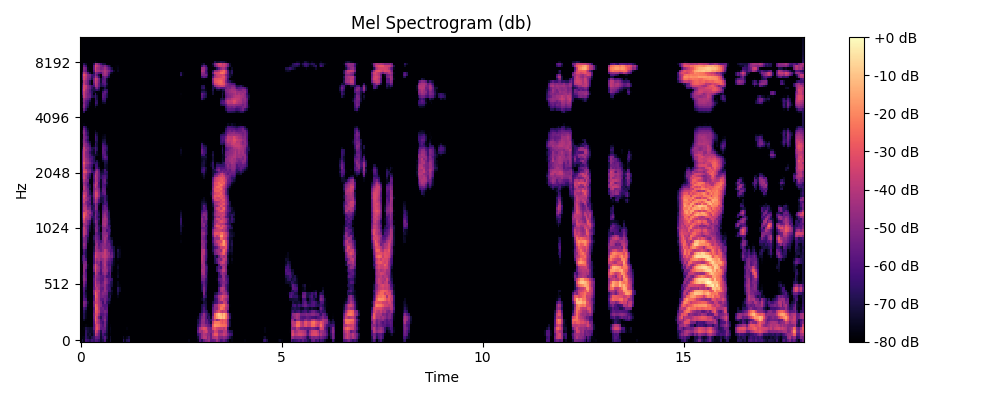 Mel Spectrogram (db)
8192
4096
2048
1024
512
0
Hz
0 5 10 15
Time
+0 dB
-10 dB
-20 dB
-30 dB
-40 dB
-50 dB
-60 dB
-70 dB
-80 dB